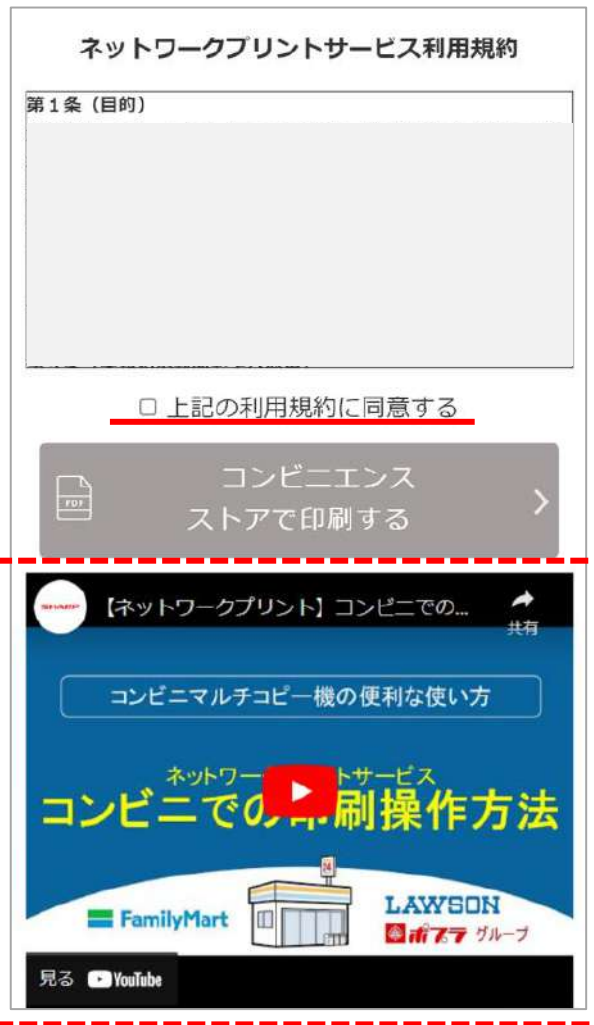 ネットワークプリントサービス利用規約
第1条（目的）
上記の利用規約に同意する
PDF
コンビニエンス
ストアで印刷する
SHARP
【ネットワークプリント】コンビニでの...
共有
コンビニマルチコピー機の便利な使い方
ネットワー
トサービス
コンビニでの
印刷操作方法
24
FamilyMart
LAWSON
ポプラ グループ
見る YouTube